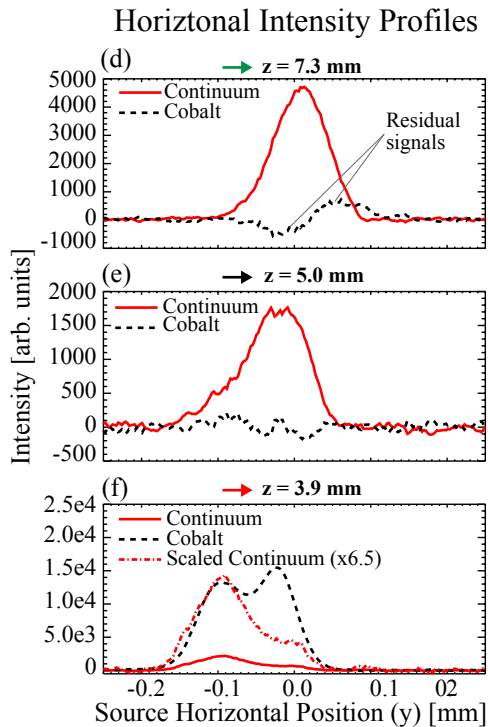 Horiztonal Intensity Profiles
(d)
z = 7.3 mm
5000
4000
3000
2000
1000
0
-1000
Continuum
Cobalt
Residual
signals
Intensity [arb. units]
(e)
z = 5.0 mm
2000
1500
1000
500
0
-500
Continuum
Cobalt
(f)
z = 3.9 mm
2.5e4
2.0e4
1.5e4
1.0e4
5.0e3
0
Continuum
Cobalt
Scaled Continuum (x6.5)
-0.2 -0.1 0.0 0.1 02
Source Horizontal Position (y) [mm]